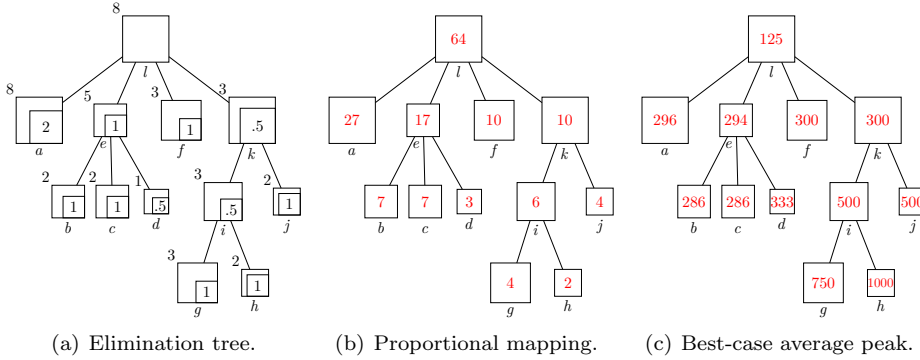 8
64
125
l
l
l
8
5
3
3
2
1
1
.5
27
17
10
10
296
294
300
300
a
e
f
k
a
e
f
k
a
e
f
k
2
2
1
3
2
1
1
.5
.5
1
7
7
3
6
4
286
286
333
500
500
b
c
d
i
j
b
c
d
i
j
b
c
d
i
j
3
2
1
1
4
2
750
1000
g
h
g
h
g
h
(a) Elimination tree.
(b) Proportional mapping.
(c) Best-case average peak.